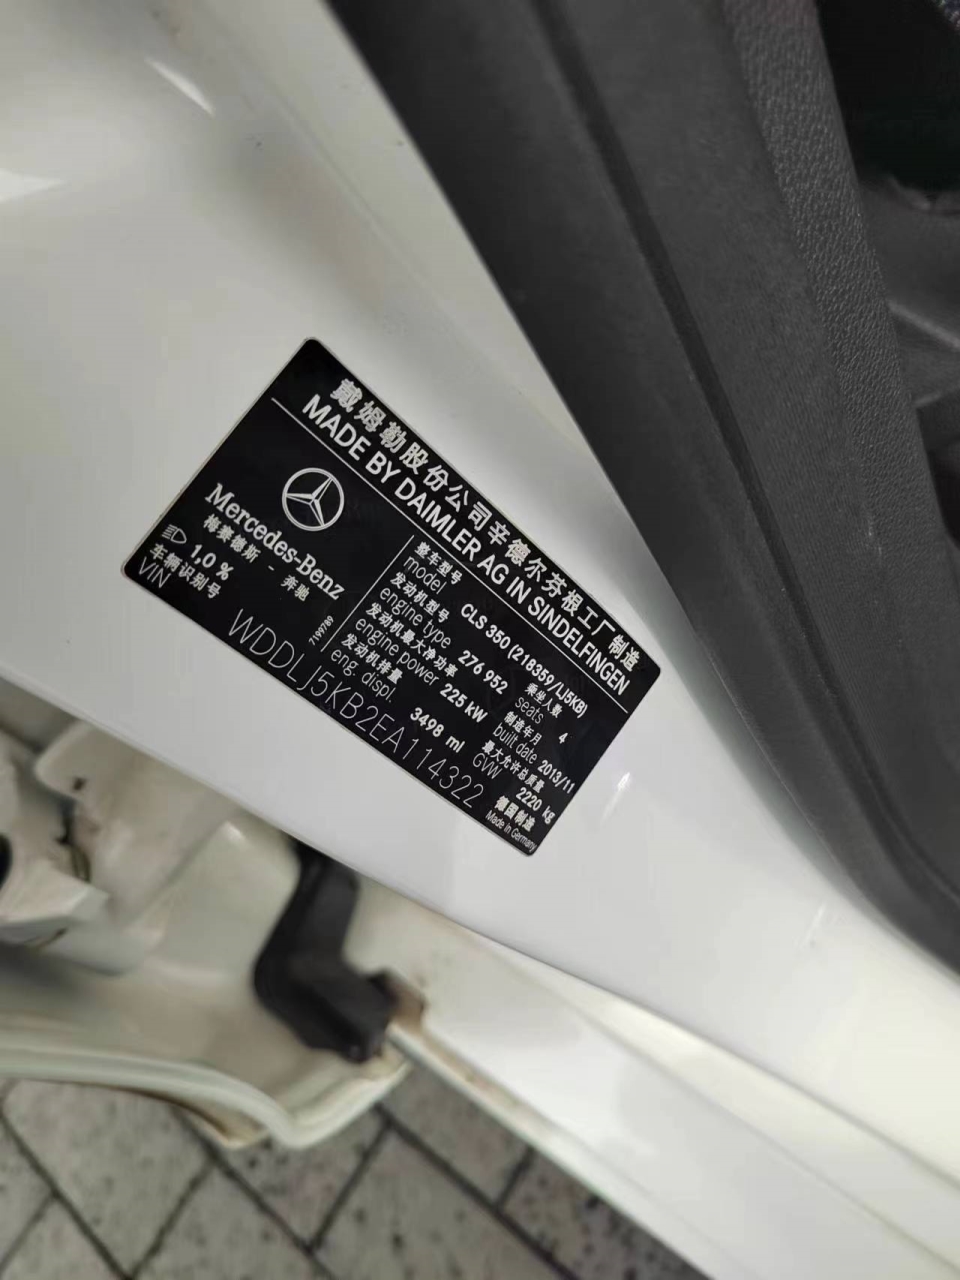 戴姆勒股份公司辛德尔芬根工厂制造
MADE BY DAIMLER AG IN SINDELFINGEN
Mercedes-Benz
梅赛德斯 - 奔驰
1,0 %
车辆识别号
VIN
7199789
WDDLJ5KB2EA114322
整车型号
model CLS 350 (218359/LJ5KB)
发动机型号
engine type 276 952
发动机最大净功率
engine power 225 kW
发动机排量
eng. displ. 3498 ml
乘坐人数
seats 4
制造年月
built date 2013/11
最大允许总质量
GVW 2220 kg
德国制造
Made in Germany